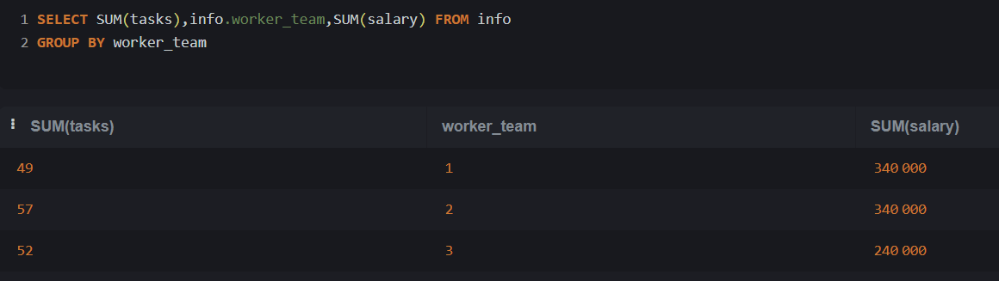 1 SELECT SUM(tasks),info.worker_team,SUM(salary) FROM info
2 GROUP BY worker_team
SUM(tasks) worker_team SUM(salary)
49 1 340 000
57 2 340 000
52 3 240 000